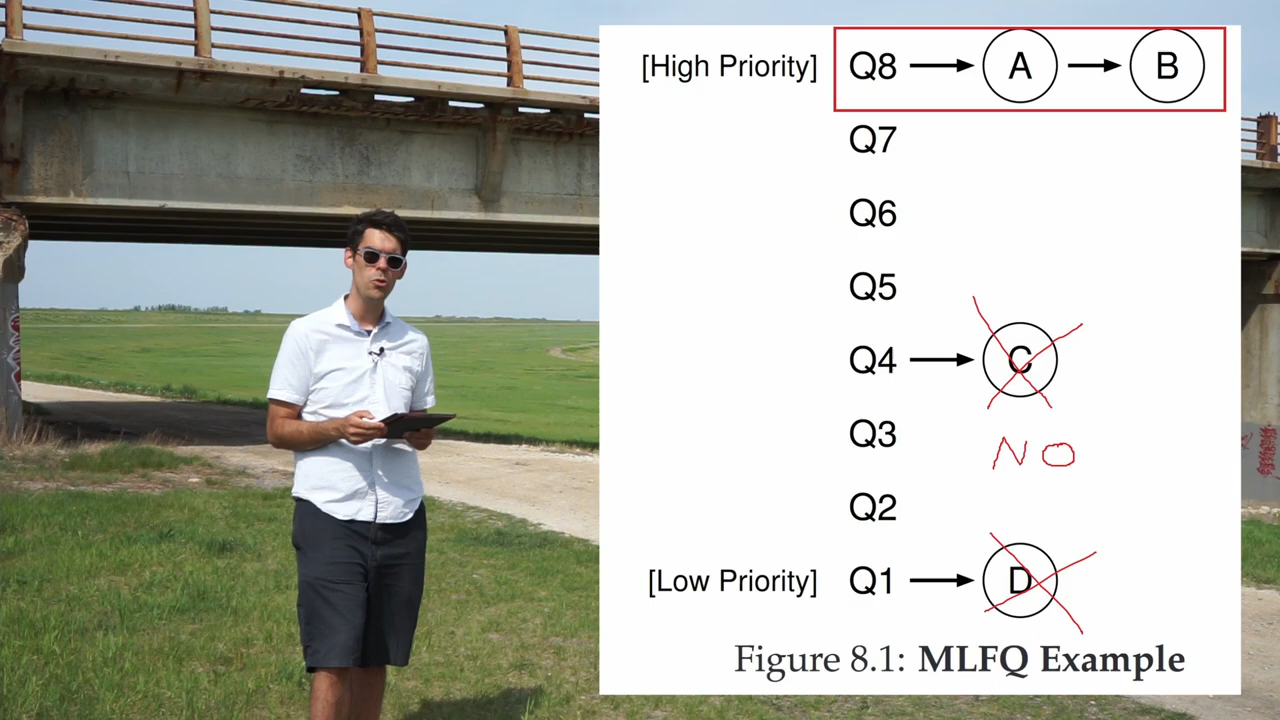 [High Priority] Q8 A B
Q7
Q6
Q5
Q4 C
Q3
NO
Q2
[Low Priority] Q1 D
Figure 8.1: MLFQ Example